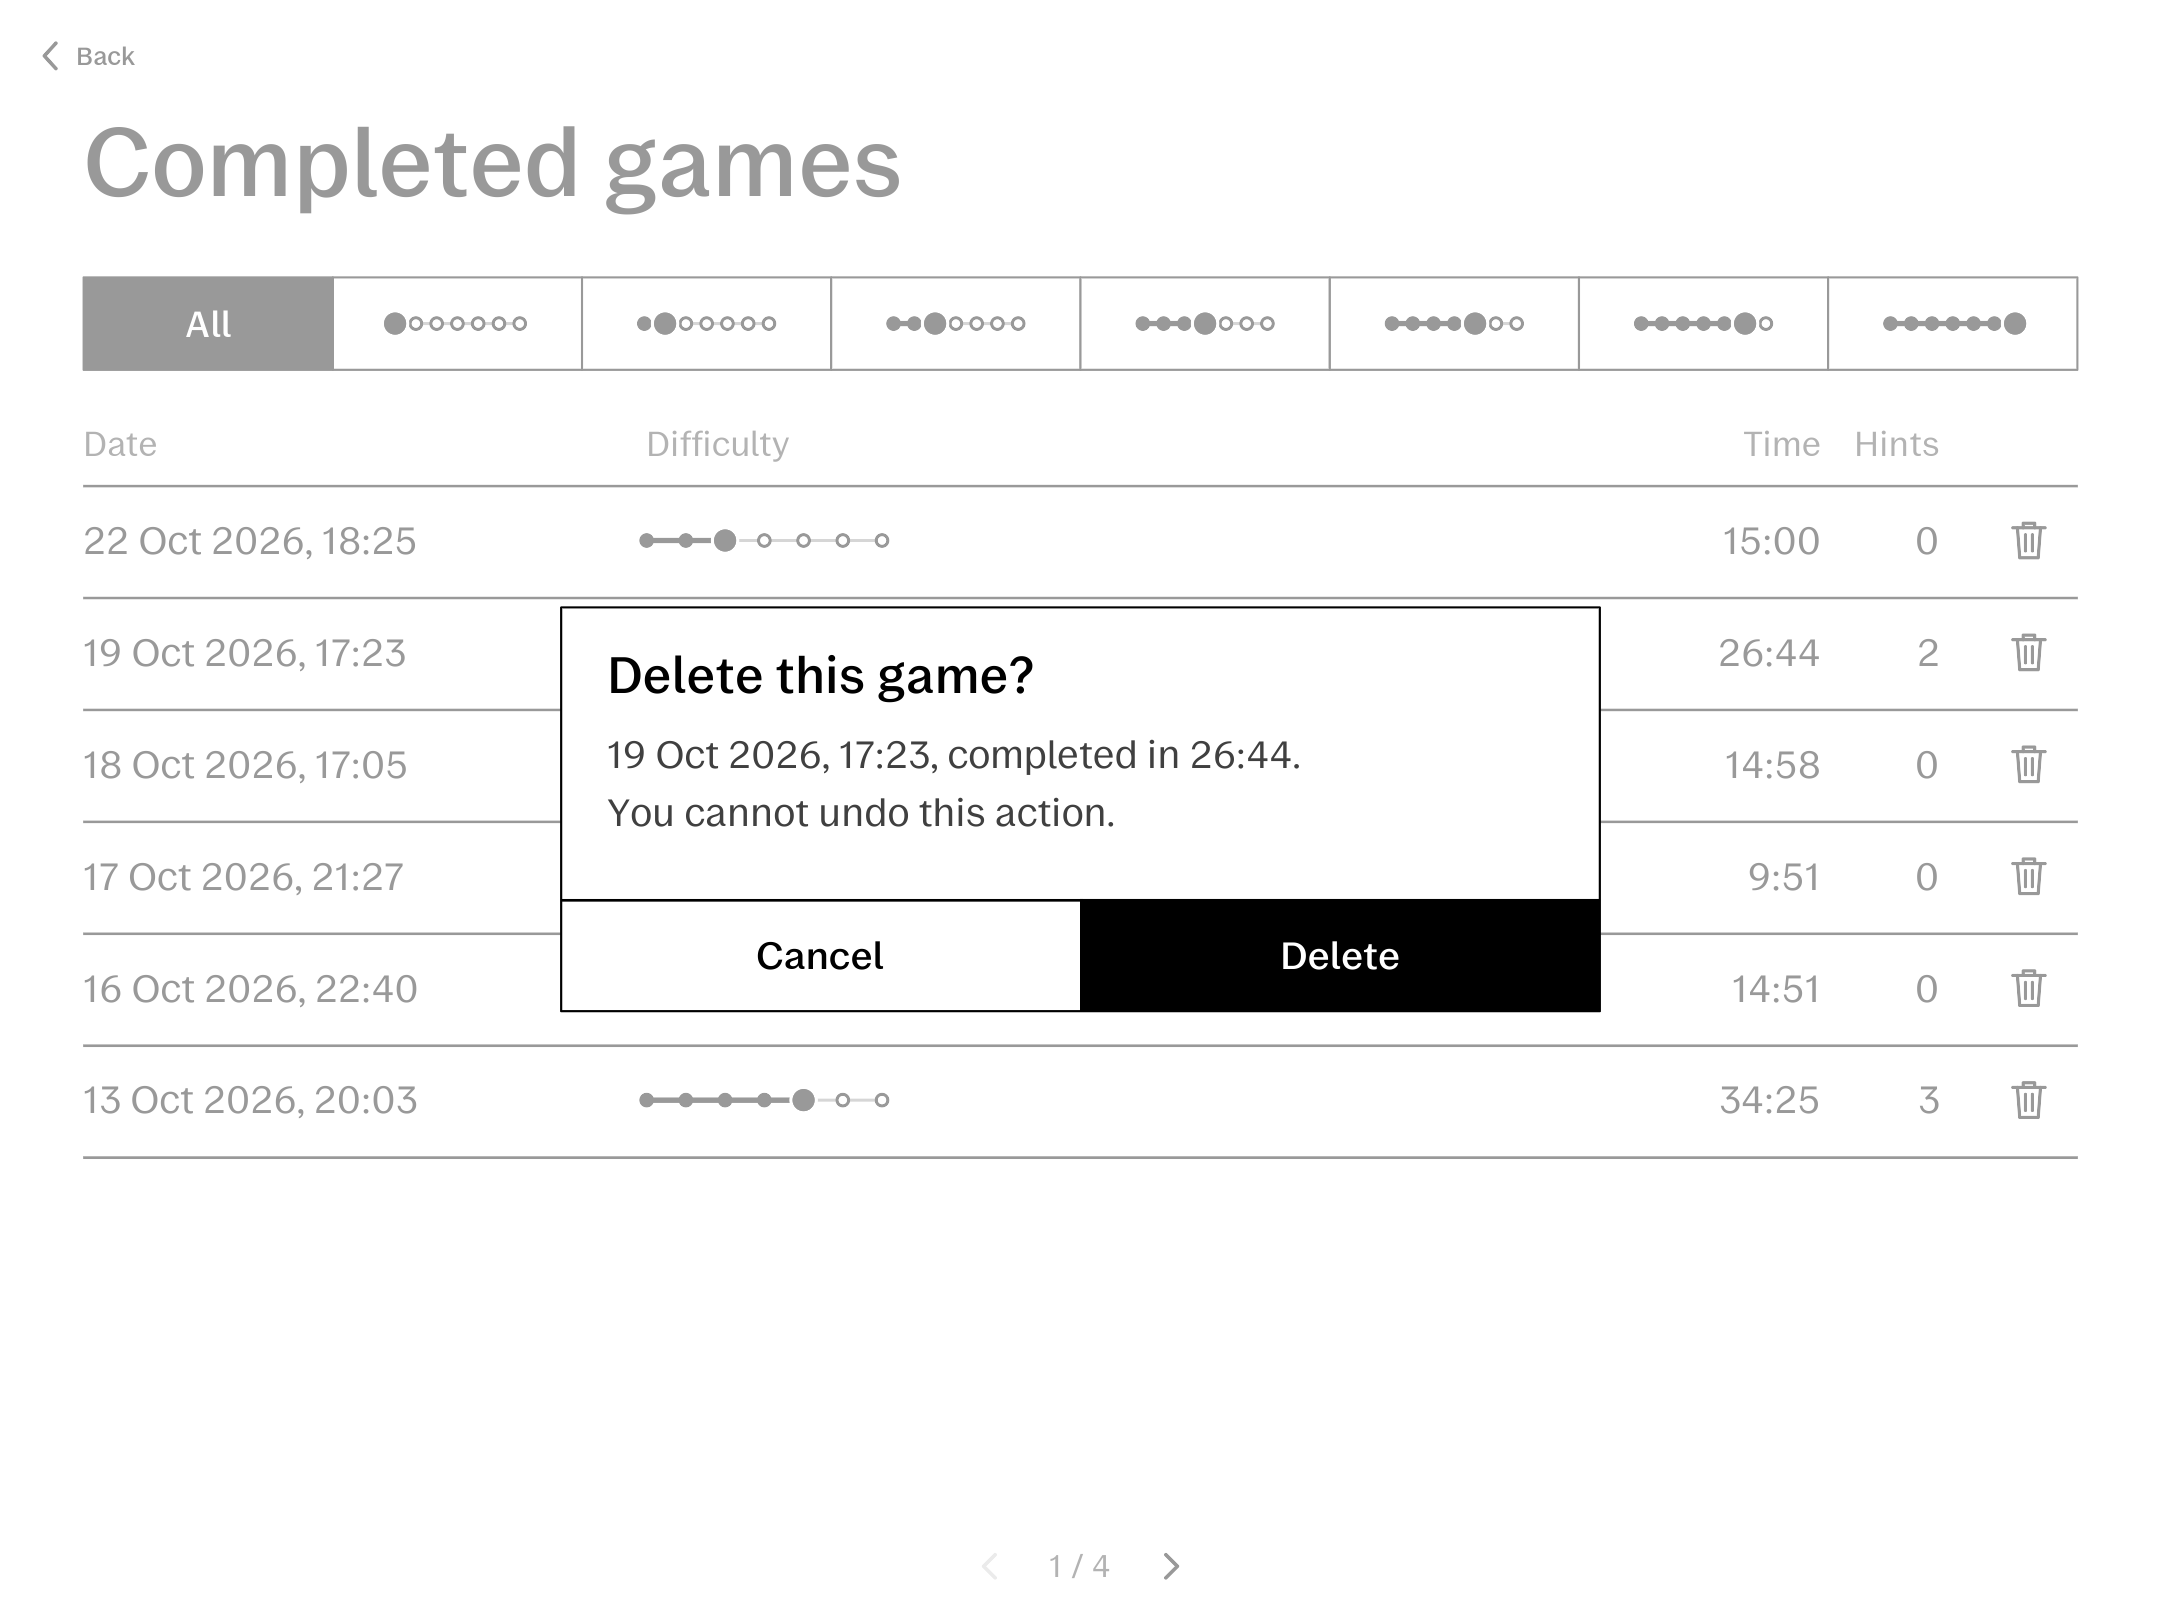 Back
Completed games
All
Date Difficulty Time Hints
22 Oct 2026, 18:25 15:00 0
19 Oct 2026, 17:23 26:44 2
18 Oct 2026, 17:05 14:58 0
17 Oct 2026, 21:27 9:51 0
16 Oct 2026, 22:40 14:51 0
13 Oct 2026, 20:03 34:25 3
Delete this game?
19 Oct 2026, 17:23, completed in 26:44.
You cannot undo this action.
Cancel Delete
1 / 4